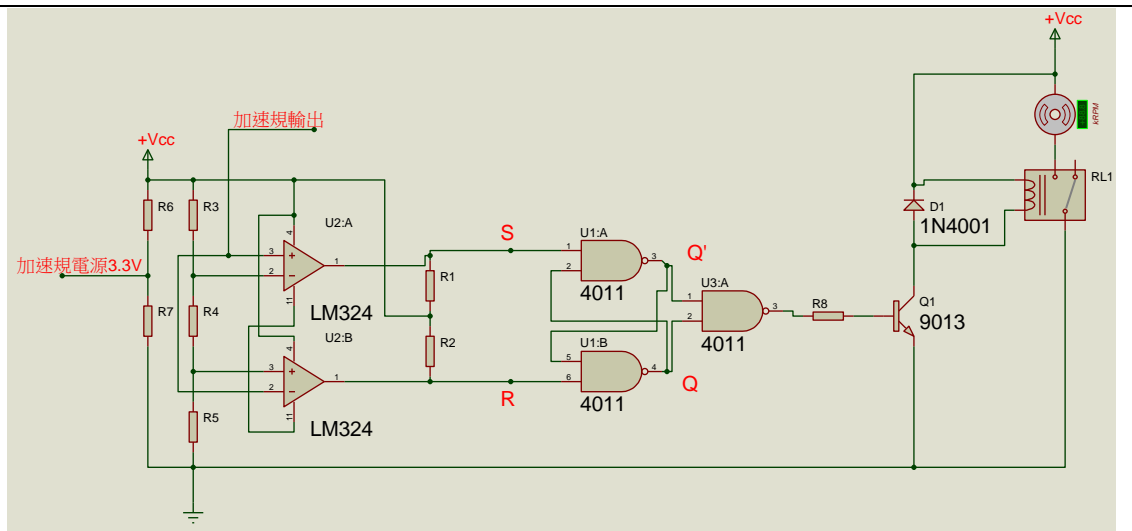 +Vcc
加速規輸出
+Vcc
kRPM
RL1
R6
R3
U2:A
4
3
2
1
11
LM324
加速規電源3.3V
R7
R4
U2:B
4
3
2
1
11
LM324
R5
S
R1
R2
R
U1:A
1
2
3
4011
Q'
U3:A
1
2
3
4011
U1:B
5
6
4
4011
Q
R8
D1
1N4001
Q1
9013